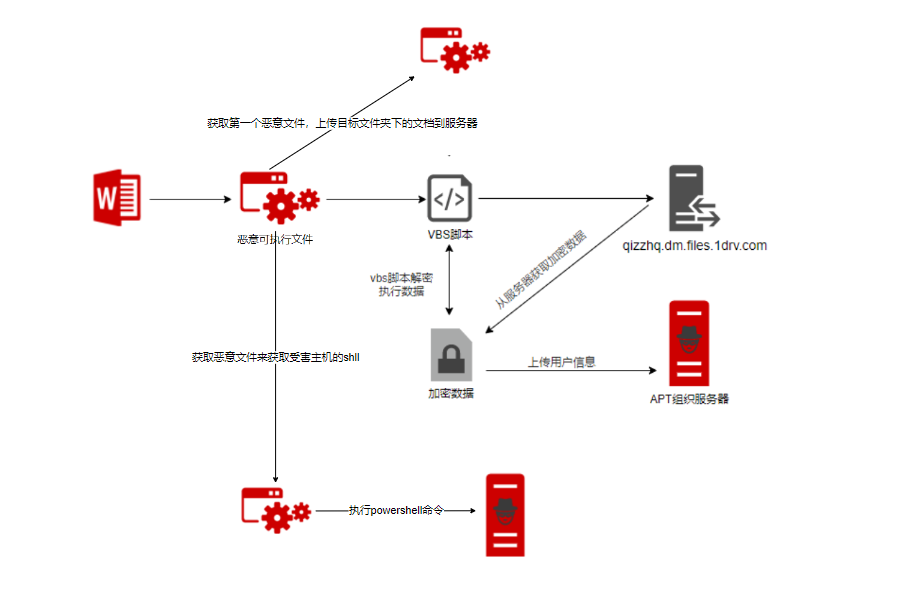 获取第一个恶意文件，上传目标文件夹下的文档到服务器
W
恶意可执行文件
VBS脚本
qizzhq.dm.files.1drv.com
vbs脚本解密
执行数据
从服务器获取加密数据
获取恶意文件来获取受害主机的shll
加密数据
上传用户信息
APT组织服务器
执行powershell命令